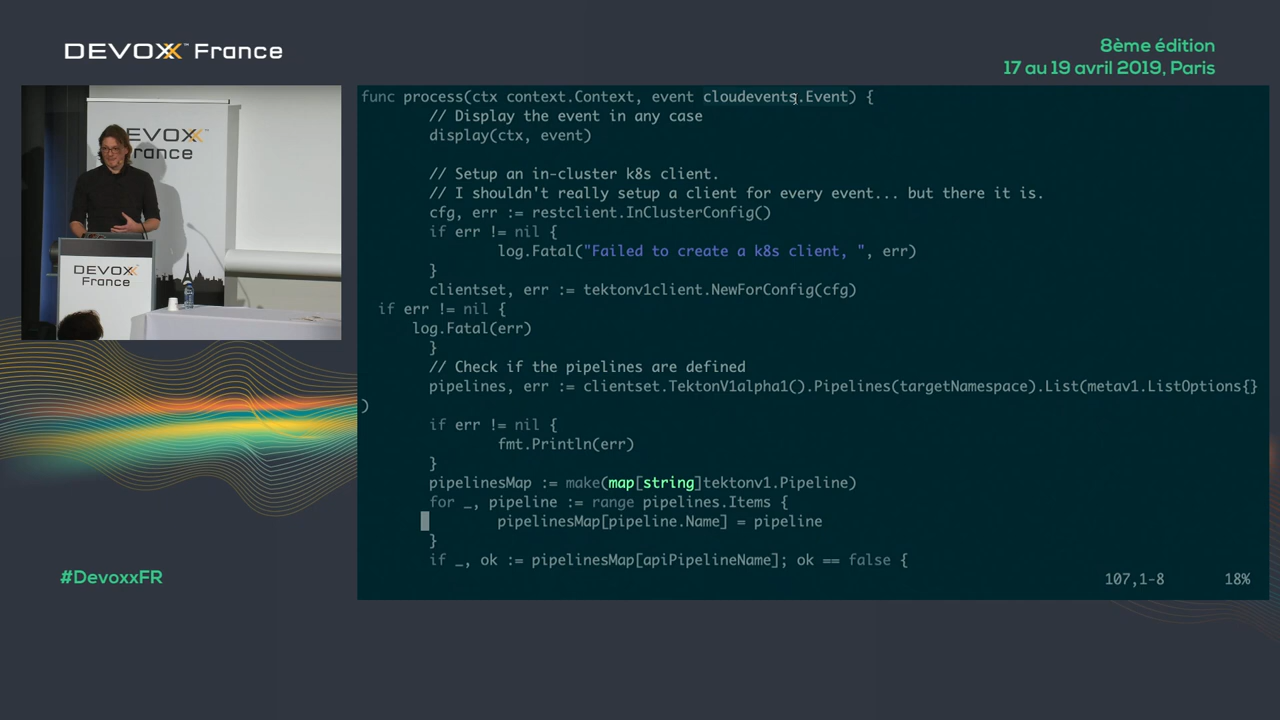 DEVOXX™ France
8ème édition
17 au 19 avril 2019, Paris
DEVOXX™
France
DEVOXX
France
func process(ctx context.Context, event cloudevents.Event) {
// Display the event in any case
display(ctx, event)
// Setup an in-cluster k8s client.
// I shouldn't really setup a client for every event... but there it is.
cfg, err := restclient.InClusterConfig()
if err != nil {
log.Fatal("Failed to create a k8s client, ", err)
}
clientset, err := tektonv1client.NewForConfig(cfg)
if err != nil {
log.Fatal(err)
}
// Check if the pipelines are defined
pipelines, err := clientset.TektonV1alpha1().Pipelines(targetNamespace).List(metav1.ListOptions{}
)
if err != nil {
fmt.Println(err)
}
pipelinesMap := make(map[string]tektonv1.Pipeline)
for _, pipeline := range pipelines.Items {
pipelinesMap[pipeline.Name] = pipeline
}
if _, ok := pipelinesMap[apiPipelineName]; ok == false {
107,1-8 18%
#DevoxxFR